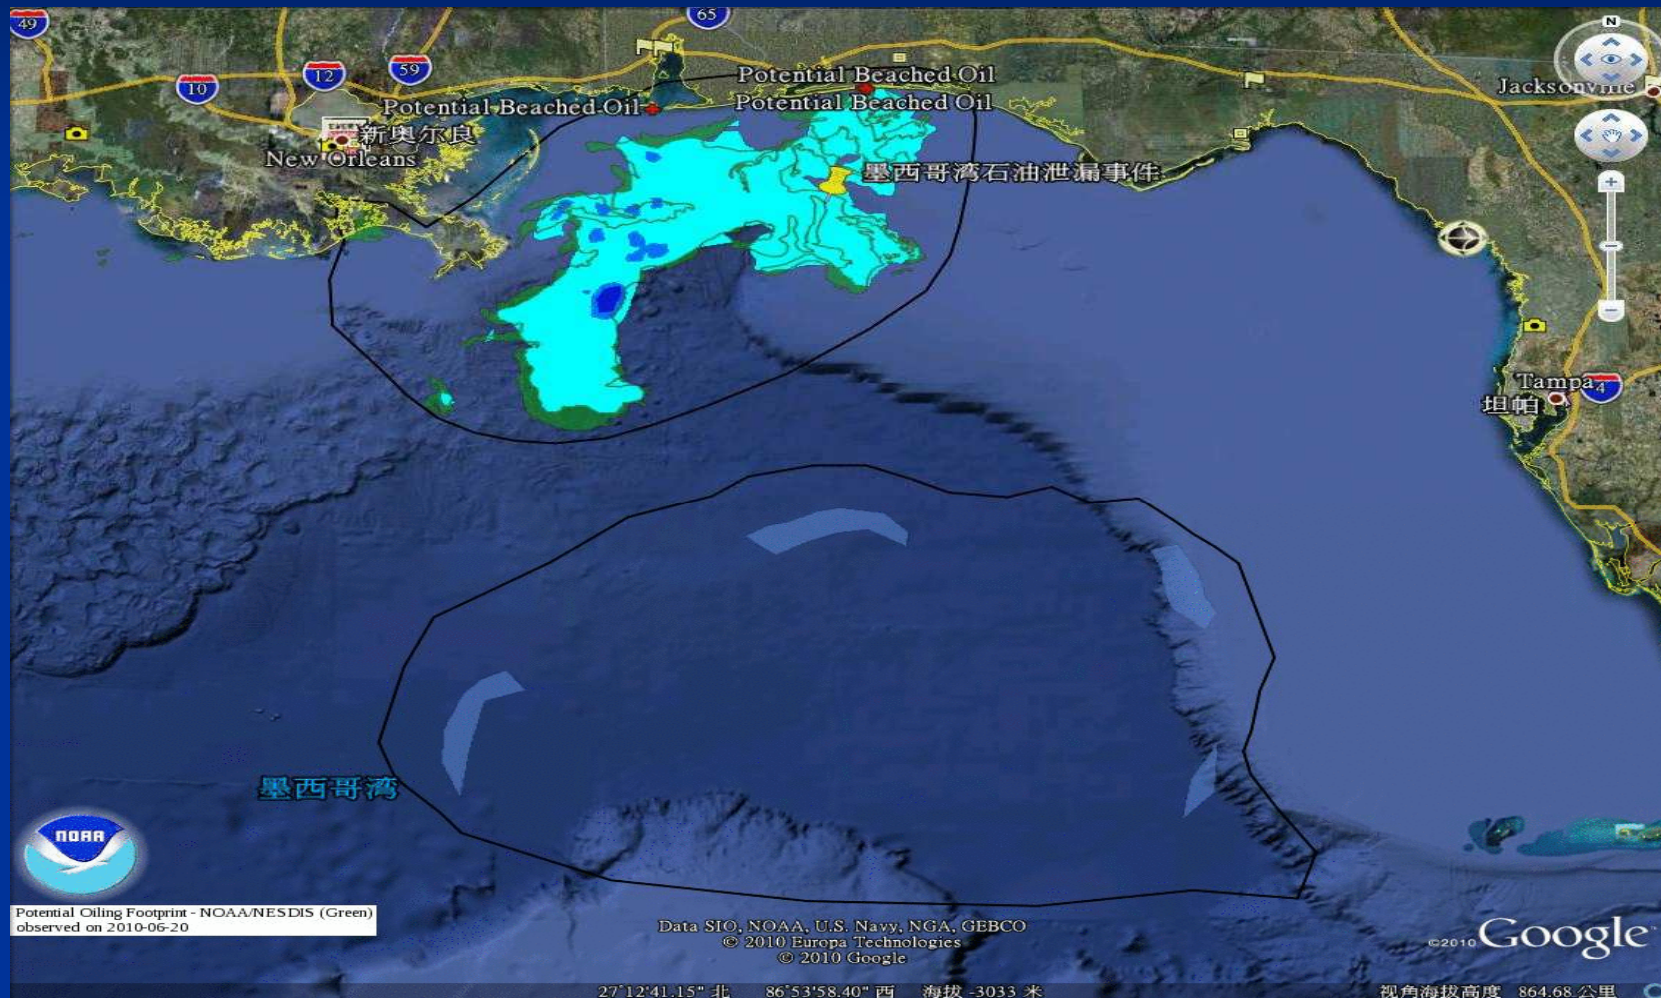 49
65
12
59
10
Potential Beached Oil
Potential Beached Oil
Potential Beached Oil
新奥尔良
New Orleans
墨西哥湾石油泄漏事件
N
Jacksonville
Tampa
4
坦帕
墨西哥湾
NOAA
Potential Oiling Footprint - NOAA/NESDIS (Green)
observed on 2010-06-20
Data SIO, NOAA, U.S. Navy, NGA, GEBCO
© 2010 Europa Technologies
© 2010 Google
©2010 Google
27°12'41.15" 北 86°53'58.40" 西 海拔 -3033 米
视角海拔高度 864.68 公里